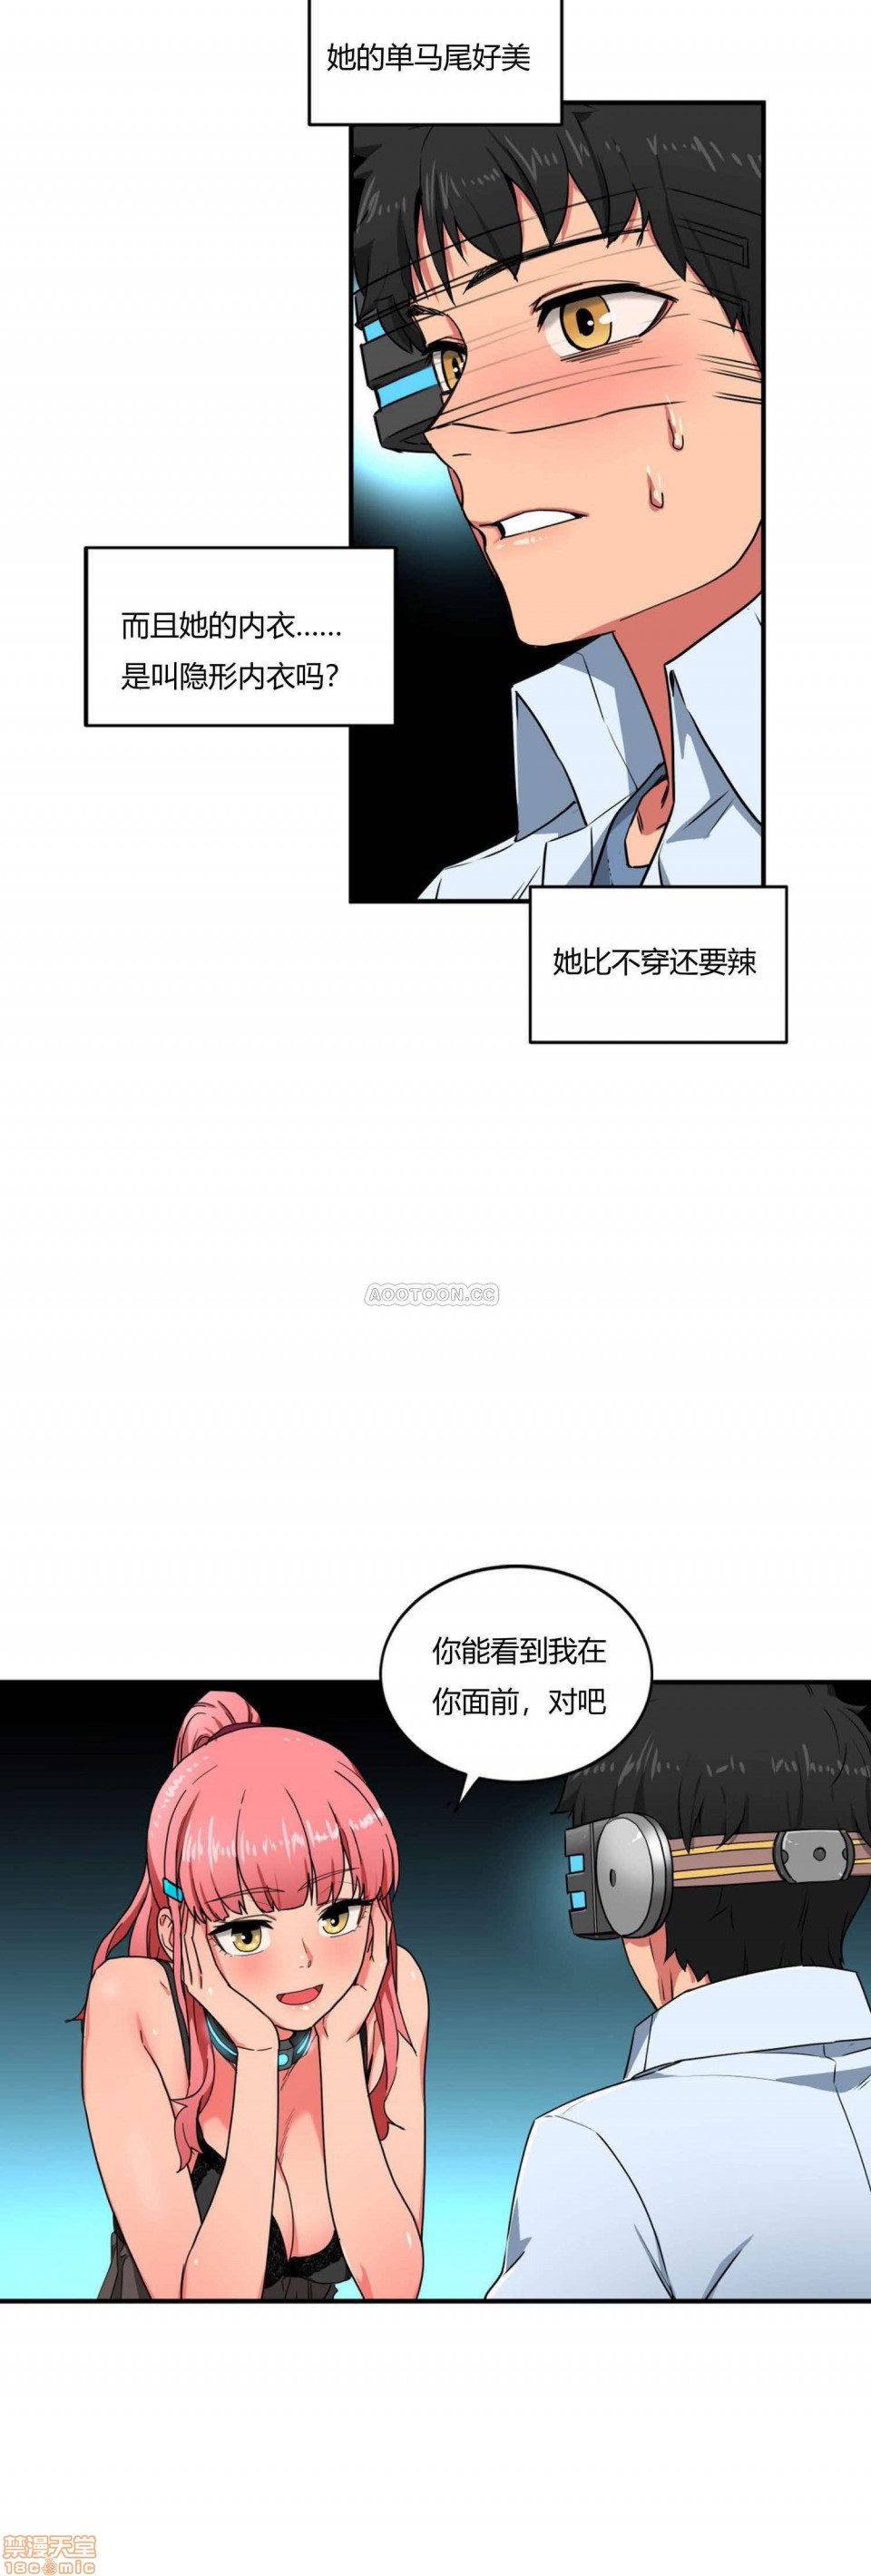 她的单马尾好美
而且她的内衣......
是叫隐形内衣吗?
她比不穿还要辣
AOOTOON.CC
你能看到我在
你面前，对吧
禁漫天堂
18comic